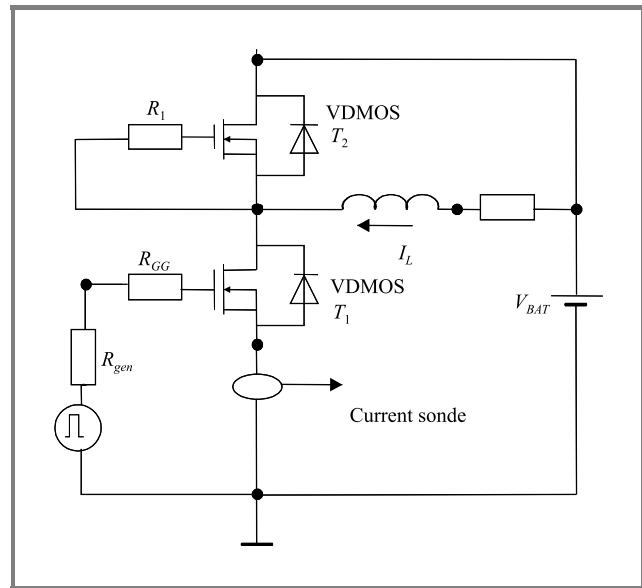 R1
VDMOS
T2
RGG
IL
VDMOS
T1
VBAT
Rgen
Current sonde